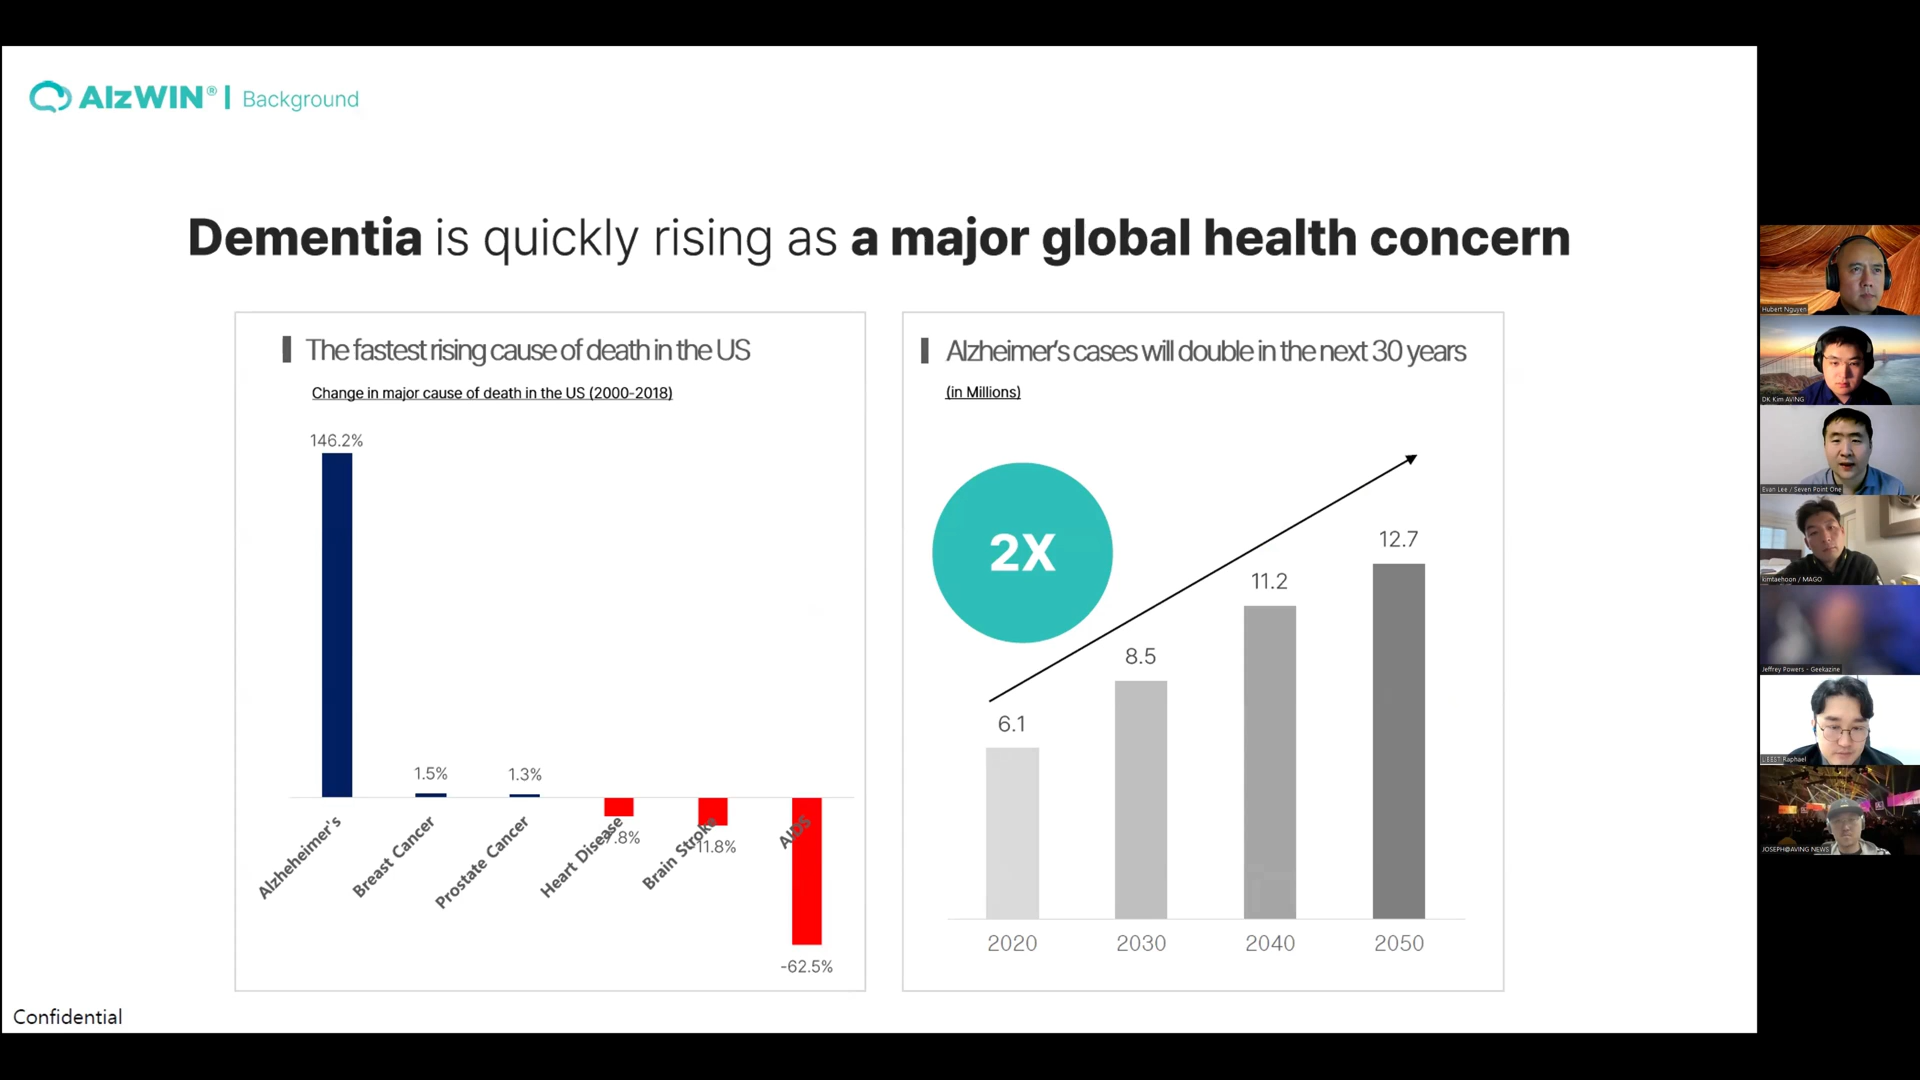 AlzWIN® | Background
Dementia is quickly rising as a major global health concern
The fastest rising cause of death in the US
Change in major cause of death in the US (2000-2018)
146.2%
1.5%
1.3%
7.8%
11.8%
-62.5%
Alzheheimer's
Breast Cancer
Prostate Cancer
Heart Disease
Brain Stroke
AIDS
Alzheimer's cases will double in the next 30 years
(in Millions)
2X
6.1
8.5
11.2
12.7
2020
2030
2040
2050
Confidential
Hubert Nguyen
DK Kim AVING
Evan Lee / Seven Point One
kimtaehoon / MAGO
Jeffrey Powers - Geekazine
LIBEST Raphael
JOSEPH@AVING NEWS